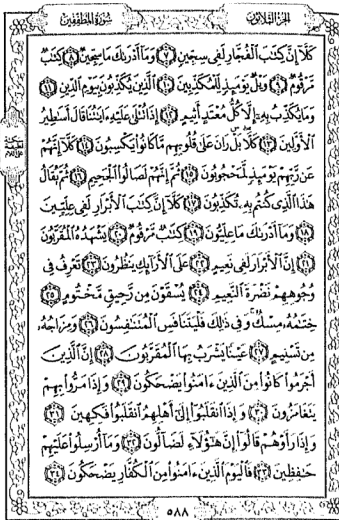 الجزء الثلاثون
سورة المطففين
كَلَّآ إِنَّ كِتَٰبَ ٱلْفُجَّارِ لَفِى سِجِّينٍ ٧ وَمَآ أَدْرَىٰكَ مَا سِجِّينٌ ٨ كِتَٰبٌ
مَّرْقُومٌ ٩ وَيْلٌ يَوْمَئِذٍ لِّلْمُكَذِّبِينَ ١٠ ٱلَّذِينَ يُكَذِّبُونَ بِيَوْمِ ٱلدِّينِ ١١
وَمَا يُكَذِّبُ بِهِۦٓ إِلَّا كُلُّ مُعْتَدٍ أَثِيمٍ ١٢ إِذَا تُتْلَىٰ عَلَيْهِ ءَايَٰتُنَا قَالَ أَسَٰطِيرُ
ٱلْأَوَّلِينَ ١٣ كَلَّا ۖ بَلْ ۜ رَانَ عَلَىٰ قُلُوبِهِم مَّا كَانُوا۟ يَكْسِبُونَ ١٤ كَلَّآ إِنَّهُمْ
عَن رَّبِّهِمْ يَوْمَئِذٍ لَّمَحْجُوبُونَ ١٥ ثُمَّ إِنَّهُمْ لَصَالُوا۟ ٱلْجَحِيمِ ١٦ ثُمَّ يُقَالُ
هَٰذَا ٱلَّذِى كُنتُم بِهِۦ تُكَذِّبُونَ ١٧ كَلَّآ إِنَّ كِتَٰبَ ٱلْأَبْرَارِ لَفِى عِلِّيِّينَ
١٨ وَمَآ أَدْرَىٰكَ مَا عِلِّيُّونَ ١٩ كِتَٰبٌ مَّرْقُومٌ ٢٠ يَشْهَدُهُ ٱلْمُقَرَّبُونَ
٢١ إِنَّ ٱلْأَبْرَارَ لَفِى نَعِيمٍ ٢٢ عَلَى ٱلْأَرَآئِكِ يَنظُرُونَ ٢٣ تَعْرِفُ فِى
وُجُوهِهِمْ نَضْرَةَ ٱلنَّعِيمِ ٢٤ يُسْقَوْنَ مِن رَّحِيقٍ مَّخْتُومٍ ٢٥
خِتَٰمُهُۥ مِسْكٌ ۚ وَفِى ذَٰلِكَ فَلْيَتَنَافَسِ ٱلْمُتَنَٰفِسُونَ ٢٦ وَمِزَاجُهُۥ
مِن تَسْنِيمٍ ٢٧ عَيْنًا يَشْرَبُ بِهَا ٱلْمُقَرَّبُونَ ٢٨ إِنَّ ٱلَّذِينَ
أَجْرَمُوا۟ كَانُوا۟ مِنَ ٱلَّذِينَ ءَامَنُوا۟ يَضْحَكُونَ ٢٩ وَإِذَا مَرُّوا۟ بِهِمْ
يَتَغَامَزُونَ ٣٠ وَإِذَا ٱنقَلَبُوٓا۟ إِلَىٰٓ أَهْلِهِمُ ٱنقَلَبُوا۟ فَكِهِينَ ٣١
وَإِذَا رَأَوْهُمْ قَالُوٓا۟ إِنَّ هَٰٓؤُلَآءِ لَضَآلُّونَ ٣٢ وَمَآ أُرْسِلُوا۟ عَلَيْهِمْ
حَٰفِظِينَ ٣٣ فَٱلْيَوْمَ ٱلَّذِينَ ءَامَنُوا۟ مِنَ ٱلْكُفَّارِ يَضْحَكُونَ ٣٤
٥٨٨